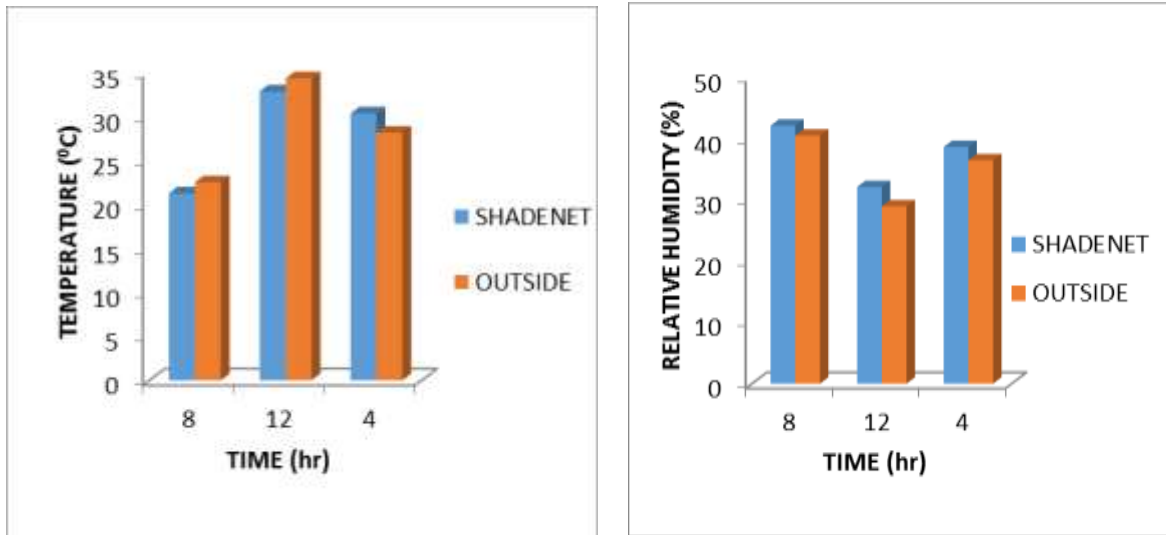 TEMPERATURE (⁰C)
35
30
25
20
15
10
5
0
8 12 4
TIME (hr)
SHADENET
OUTSIDE
RELATIVE HUMIDITY (%)
50
40
30
20
10
0
8 12 4
TIME (hr)
SHADENET
OUTSIDE